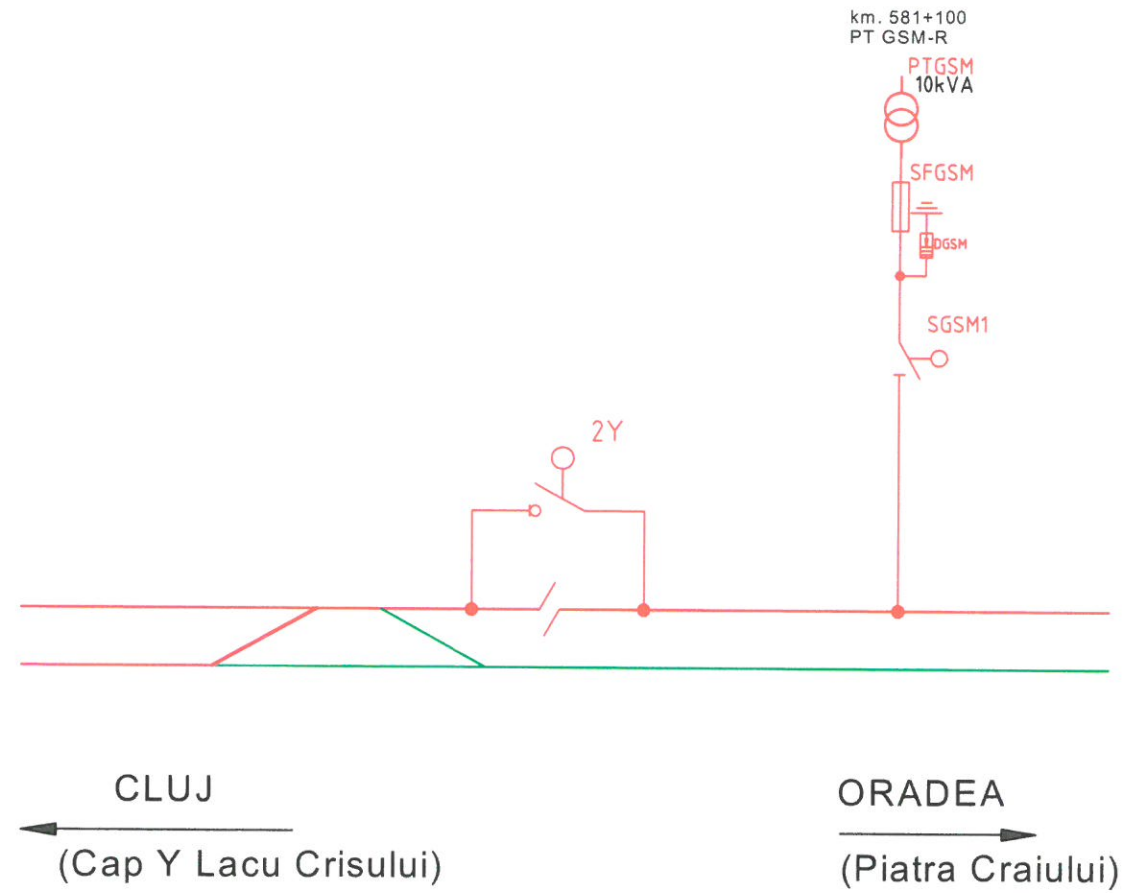 km. 581+100
PT GSM-R
PTGSM
10kVA
SFGSM
DGSM
SGSM1
2Y
CLUJ
(Cap Y Lacu Crisului)
ORADEA
(Piatra Craiului)